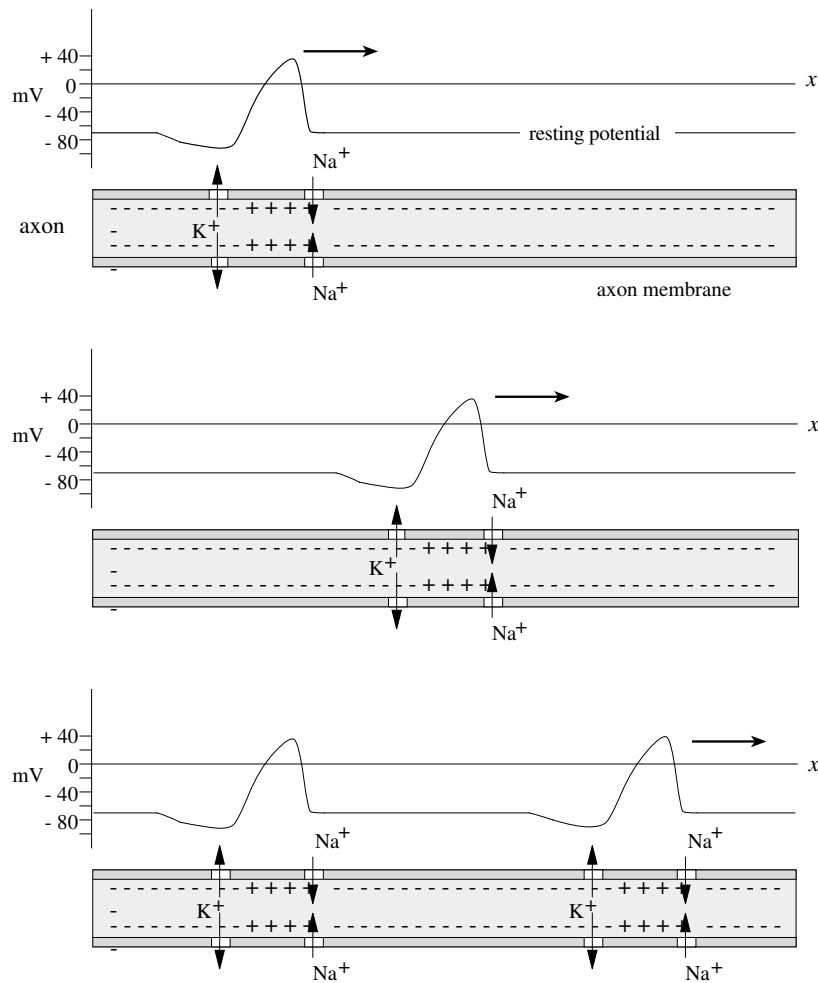 + 40
0
mV
- 40
- 80
x
resting potential
Na+
axon
K+
+ + + +
+ + + +
Na+
axon membrane
+ 40
0
mV
- 40
- 80
x
Na+
K+
+ + + +
+ + + +
Na+
+ 40
0
mV
- 40
- 80
x
Na+
Na+
+ + + +
+ + + +
K+
K+
+ + + +
+ + + +
Na+
Na+